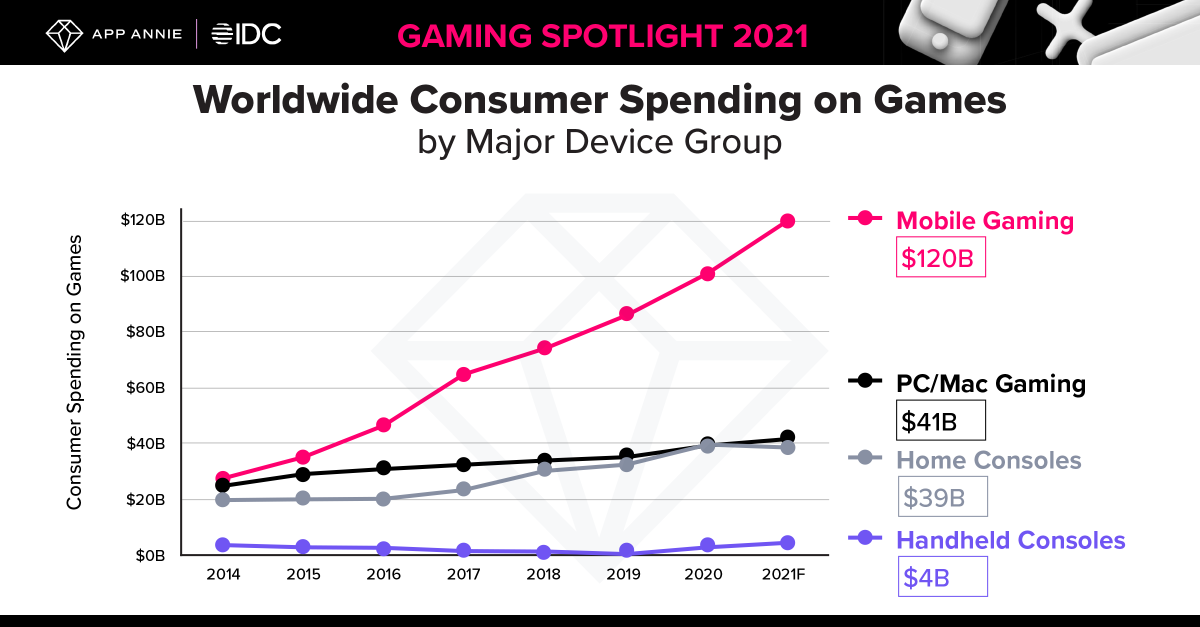 APP ANNIE
IDC
GAMING SPOTLIGHT 2021
Worldwide Consumer Spending on Games
by Major Device Group
Consumer Spending on Games
$120B
$100B
$80B
$60B
$40B
$20B
$0B
2014 2015 2016 2017 2018 2019 2020 2021F
Mobile Gaming
$120B
PC/Mac Gaming
$41B
Home Consoles
$39B
Handheld Consoles
$4B